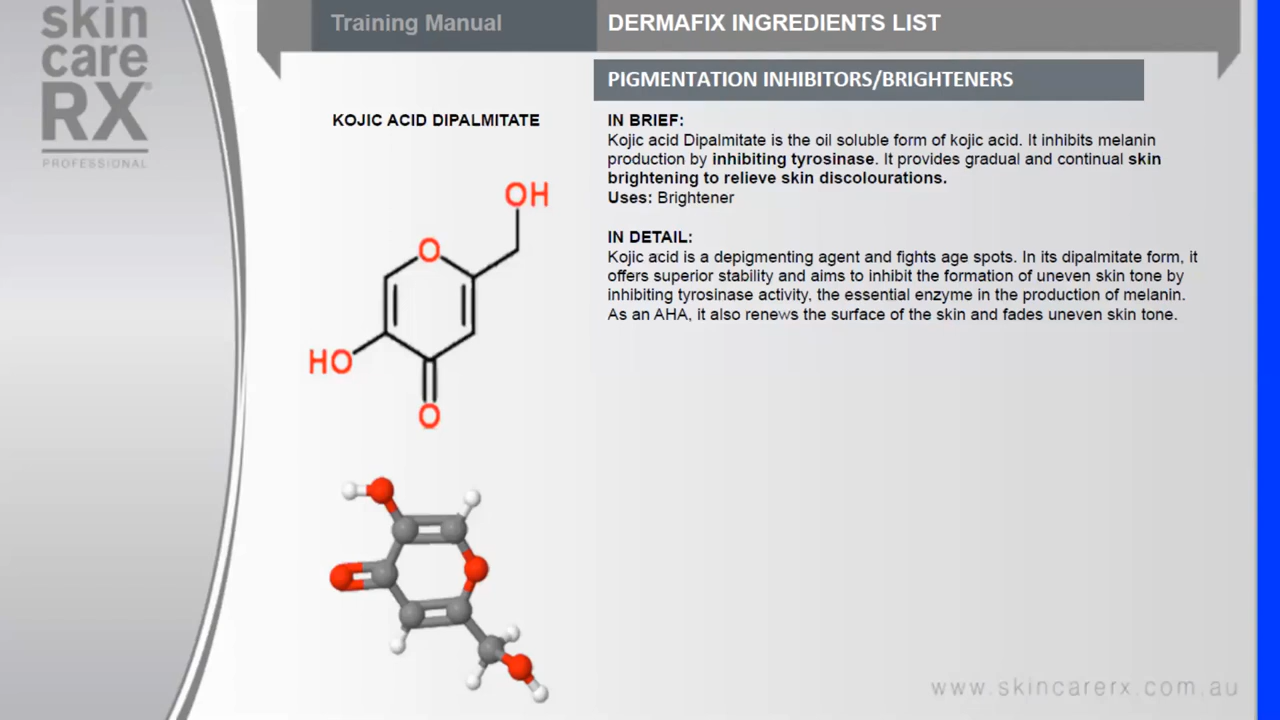 skin
care
RX®
PROFESSIONAL
Training Manual
DERMAFIX INGREDIENTS LIST
PIGMENTATION INHIBITORS/BRIGHTENERS
KOJIC ACID DIPALMITATE
OH
O
HO
O
IN BRIEF:
Kojic acid Dipalmitate is the oil soluble form of kojic acid. It inhibits melanin
production by inhibiting tyrosinase. It provides gradual and continual skin
brightening to relieve skin discolourations.
Uses: Brightener
IN DETAIL:
Kojic acid is a depigmenting agent and fights age spots. In its dipalmitate form, it
offers superior stability and aims to inhibit the formation of uneven skin tone by
inhibiting tyrosinase activity, the essential enzyme in the production of melanin.
As an AHA, it also renews the surface of the skin and fades uneven skin tone.
www.skincarerx.com.au